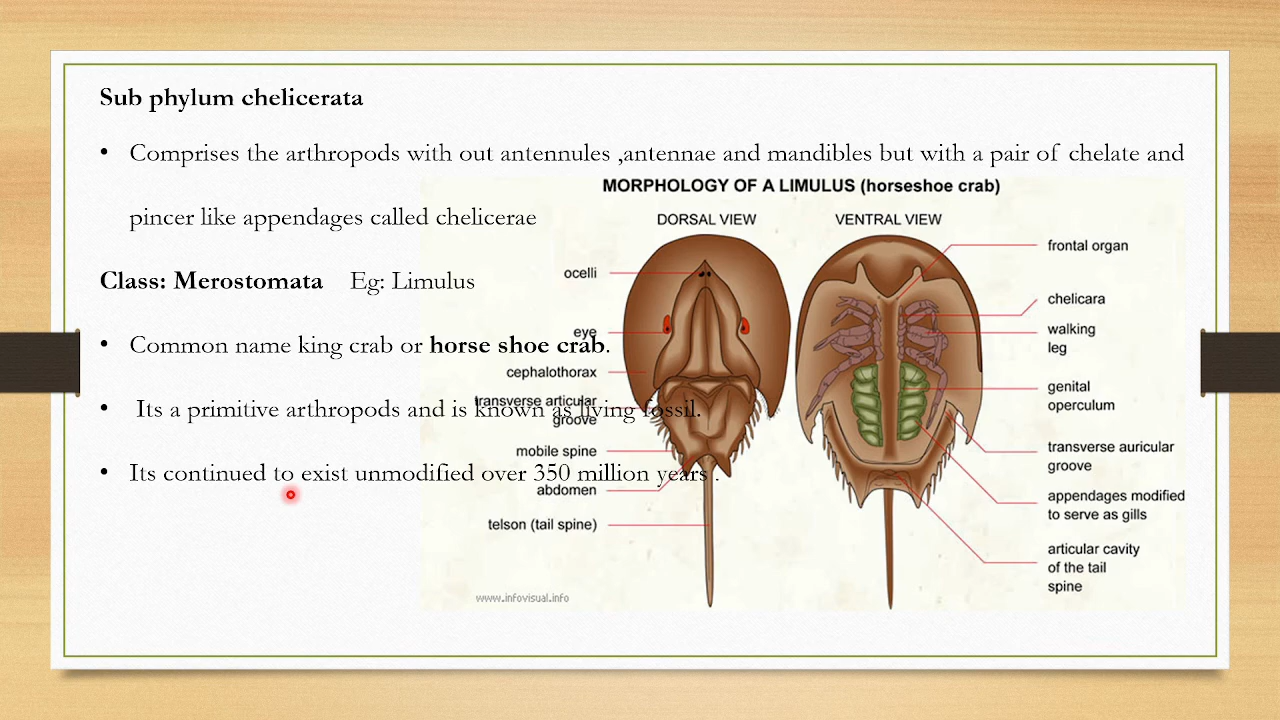 Sub phylum chelicerata
• Comprises the arthropods with out antennules ,antennae and mandibles but with a pair of chelate and
pincer like appendages called chelicerae
Class: Merostomata Eg: Limulus
• Common name king crab or horse shoe crab.
• Its a primitive arthropods and is known as living fossil.
• Its continued to exist unmodified over 350 million years .
MORPHOLOGY OF A LIMULUS (horseshoe crab)
DORSAL VIEW
ocelli
eye
cephalothorax
transverse articular
groove
mobile spine
abdomen
telson (tail spine)
VENTRAL VIEW
frontal organ
chelicara
walking
leg
genital
operculum
transverse auricular
groove
appendages modified
to serve as gills
articular cavity
of the tail
spine
www.infovisual.info